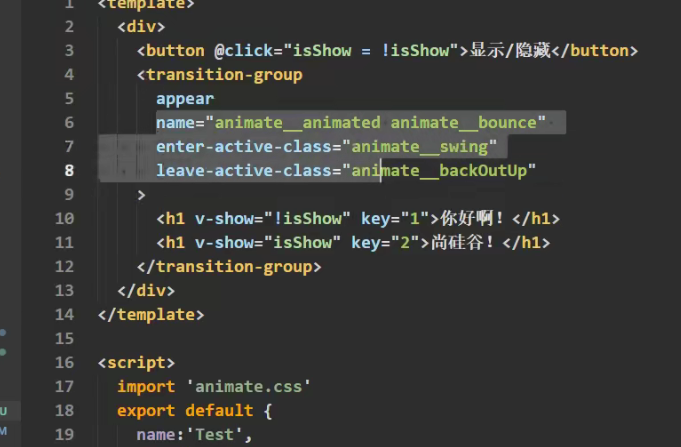 1 <template>
2 <div>
3 <button @click="isShow = !isShow">显示/隐藏</button>
4 <transition-group
5 appear
6 name="animate__animated animate__bounce"
7 enter-active-class="animate__swing"
8 leave-active-class="animate__backOutUp"
9 >
10 <h1 v-show="!isShow" key="1">你好啊！</h1>
11 <h1 v-show="isShow" key="2">尚硅谷！</h1>
12 </transition-group>
13 </div>
14 </template>
15
16 <script>
17 import 'animate.css'
U 18 export default {
M 19 name:'Test',